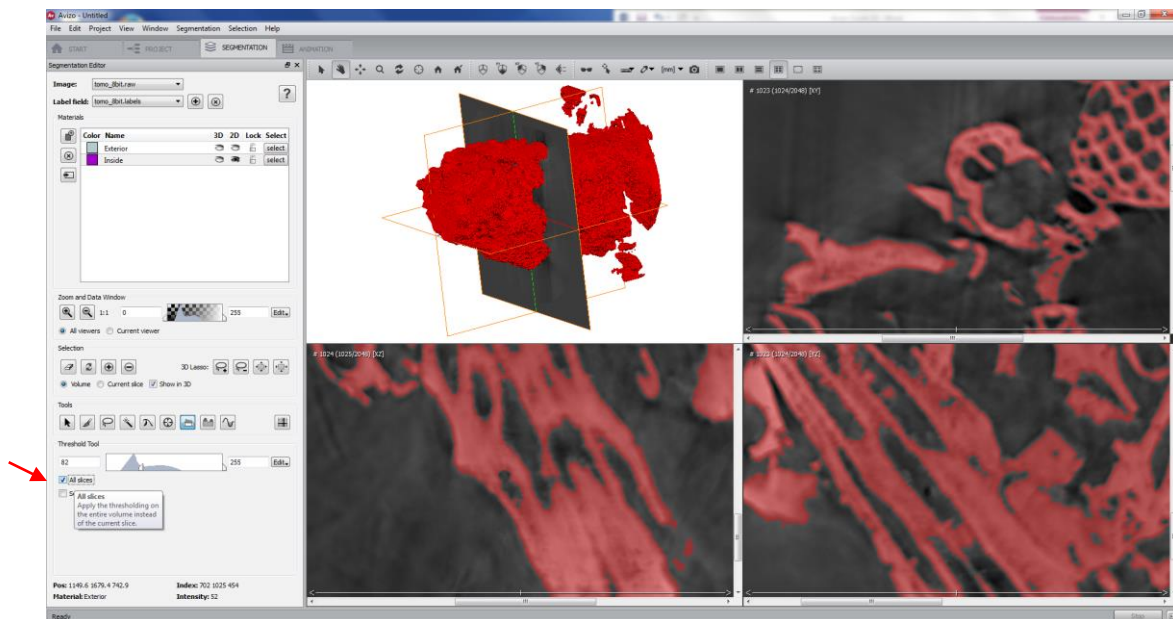 Avizo - Untitled
File Edit Project View Window Segmentation Selection Help
START PROJECT SEGMENTATION ANIMATION
Segmentation Editor
Image: tomo_8bit.raw
Label field: tomo_8bit.labels
?
Materials
Color Name 3D 2D Lock Select
Exterior select
Inside select
Zoom and Data Window
1:1 0 255 Edit
All viewers Current viewer
Selection
3D Lasso:
Volume Current slice Show in 3D
Tools
Threshold Tool
82 255 Edit
All slices
All slices
Apply the thresholding on
the entire volume instead
of the current slice.
Pos: 1149.6 1679.4 742.9 Index: 702 1025 454
Material: Exterior Intensity: 52
Ready
[nm]
# 1023 (1024/2048) [XY]
# 1024 (1025/2048) [XZ]
# 1023 (1024/2048) [YZ]
Stop